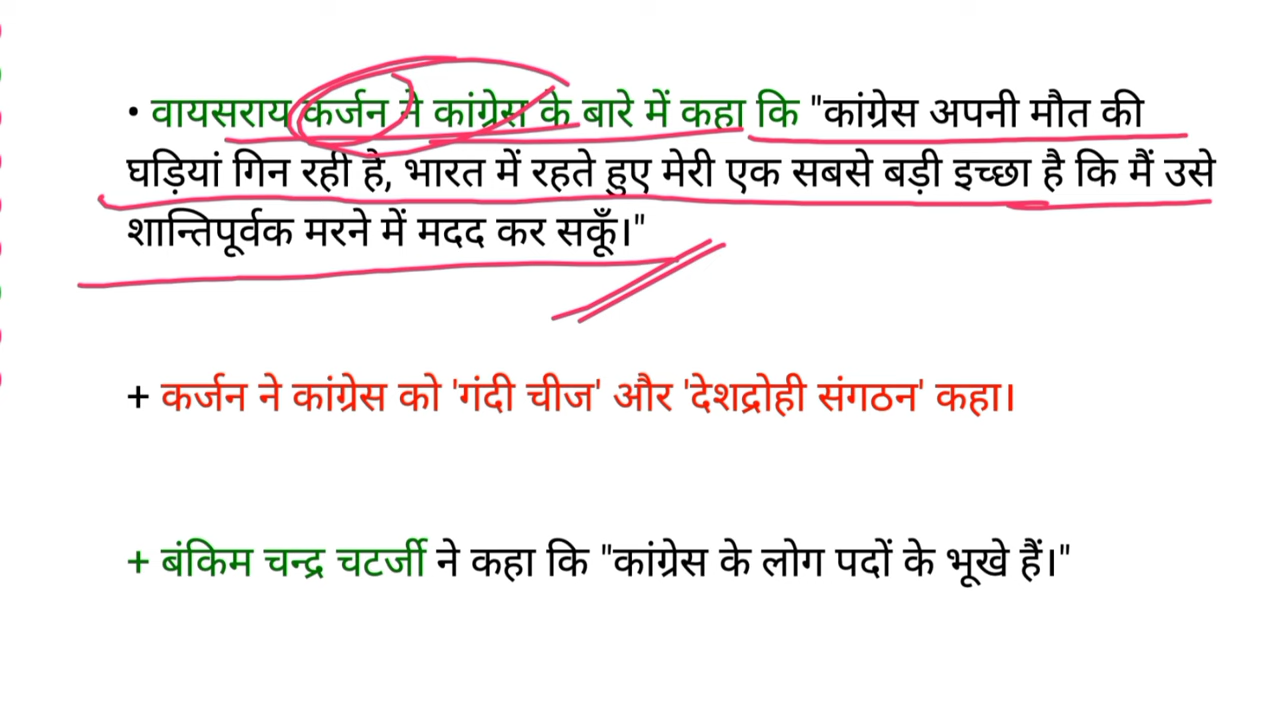 • वायसराय कर्जन ने कांग्रेस के बारे में कहा कि "कांग्रेस अपनी मौत की
घड़ियां गिन रही है, भारत में रहते हुए मेरी एक सबसे बड़ी इच्छा है कि मैं उसे
शान्तिपूर्वक मरने में मदद कर सकूँ।"
+ कर्जन ने कांग्रेस को 'गंदी चीज' और 'देशद्रोही संगठन' कहा।
+ बंकिम चन्द्र चटर्जी ने कहा कि "कांग्रेस के लोग पदों के भूखे हैं।"